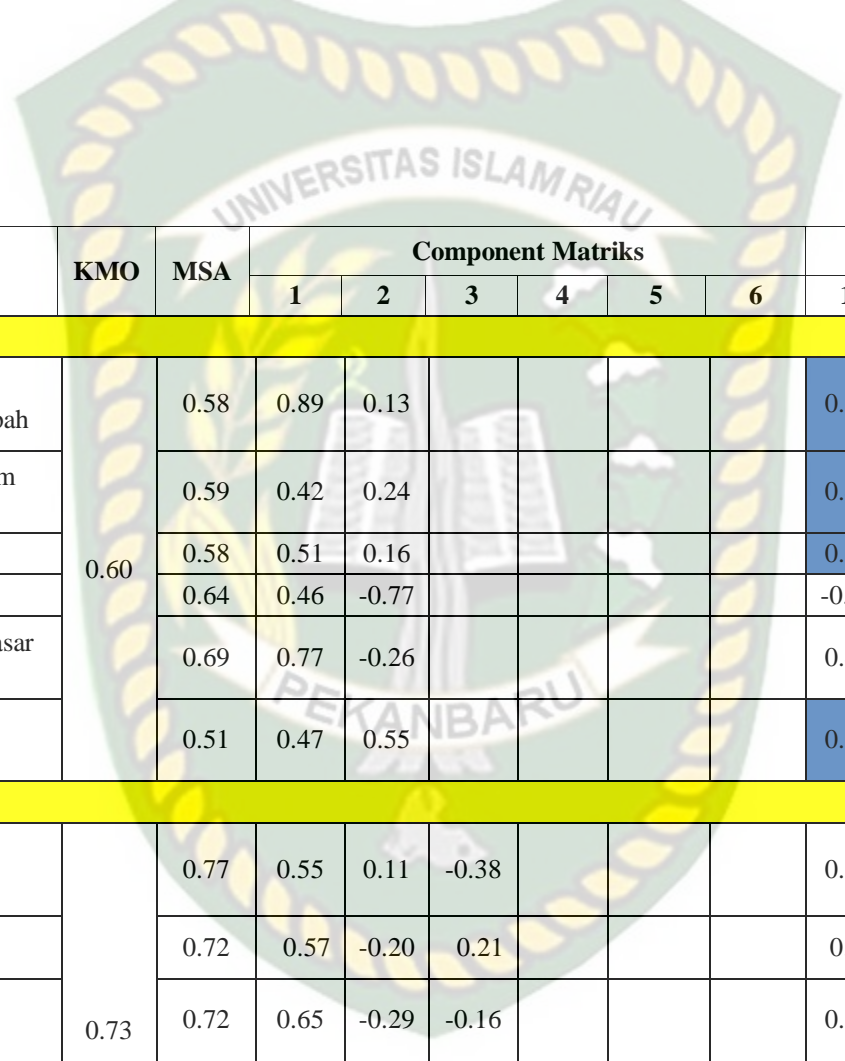 UNIVERSITAS ISLAM RIAU
KMO MSA Component Matriks
1 2 3 4 5 6
0.58 0.89 0.13
0.59 0.42 0.24
0.60
0.58 0.51 0.16
0.64 0.46 -0.77
asar
0.69 0.77 -0.26
PEKANBARU
0.51 0.47 0.55
0.77 0.55 0.11 -0.38
0.72 0.57 -0.20 0.21
0.73
0.72 0.65 -0.29 -0.16